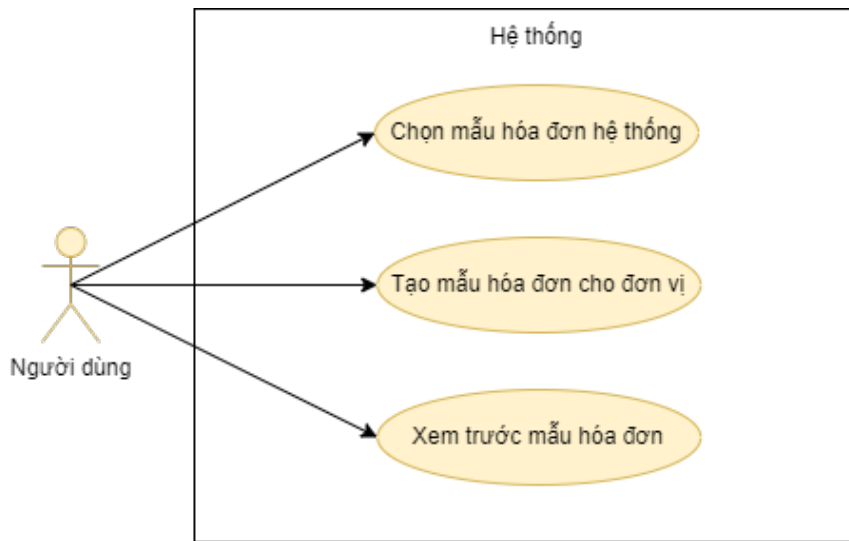 Hệ thống
Chọn mẫu hóa đơn hệ thống
Tạo mẫu hóa đơn cho đơn vị
Người dùng
Xem trước mẫu hóa đơn